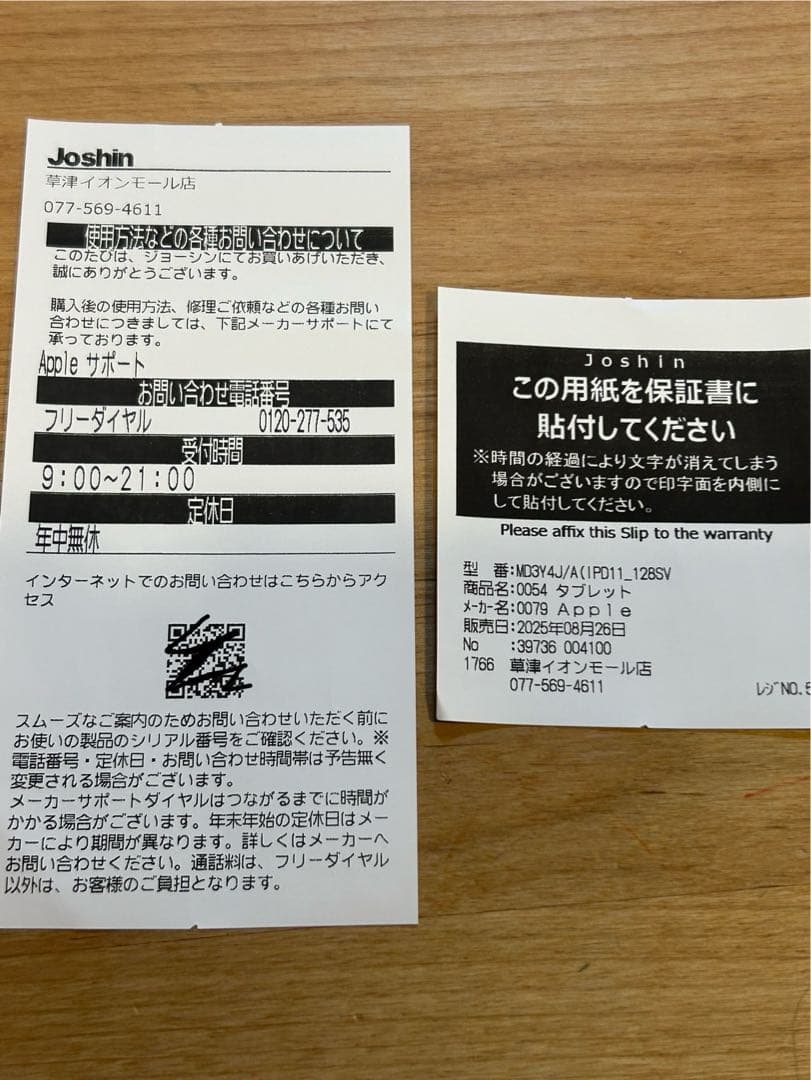 Joshin
草津イオンモール店
077-569-4611
使用方法などの各種お問い合わせについて
このたびは、ジョーシンにてお買いあげいただき、
誠にありがとうございます。
購入後の使用方法、修理ご依頼などの各種お問い
合わせにつきましては、下記メーカーサポートにて
承っております。
Apple サポート
お問い合わせ電話番号
フリーダイヤル 0120-277-535
受付時間
9:00~21:00
定休日
年中無休
インターネットでのお問い合わせはこちらからアク
セス
スムーズなご案内のためお問い合わせいただく前に
お使いの製品のシリアル番号をご確認ください。※
電話番号・定休日・お問い合わせ時間帯は予告無く
変更される場合がございます。
メーカーサポートダイヤルはつながるまでに時間が
かかる場合がございます。年末年始の定休日はメー
カーにより期間が異なります。詳しくはメーカーへ
お問い合わせください。通話料は、フリーダイヤル
以外は、お客様のご負担となります。
Joshin
この用紙を保証書に
貼付してください
※時間の経過により文字が消えてしまう
場合がございますので印字面を内側に
して貼付してください。
Please affix this Slip to the warranty
型 番:MD3Y4J/A(IPD11_128SV
商品名:0054 タブレット
メーカー名:0079 Apple
販売日:2025年08月26日
No :39736 004100
1766 草津イオンモール店
077-569-4611
レジNO.5